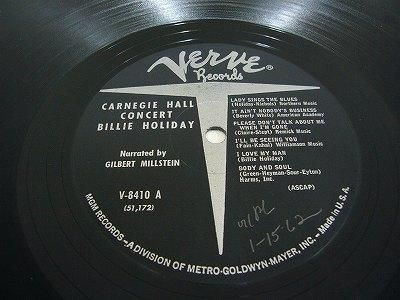 Verve
Records
CARNEGIE HALL
CONCERT
BILLIE HOLIDAY
Narrated by
GILBERT MILLSTEIN
V-8410 A
(51,172)
LADY SINGS THE BLUES
(Holiday-Nichols) Northern Music
IT AIN'T NOBODY'S BUSINESS
(Beverly White) American Academy
PLEASE DON'T TALK ABOUT ME
WHEN I'M GONE
(Clare-Stept) Remick Music
I'LL BE SEEING YOU
(Fain-Kahal) Williamson Music
I LOVE MY MAN
(Billie Holiday)
BODY AND SOUL
(Green-Heyman-Sour-Eyton)
Harms, Inc.
(ASCAP)
1-15-62
MGM RECORDS—A DIVISION OF METRO-GOLDWYN-MAYER, INC.—Made in U.S.A.